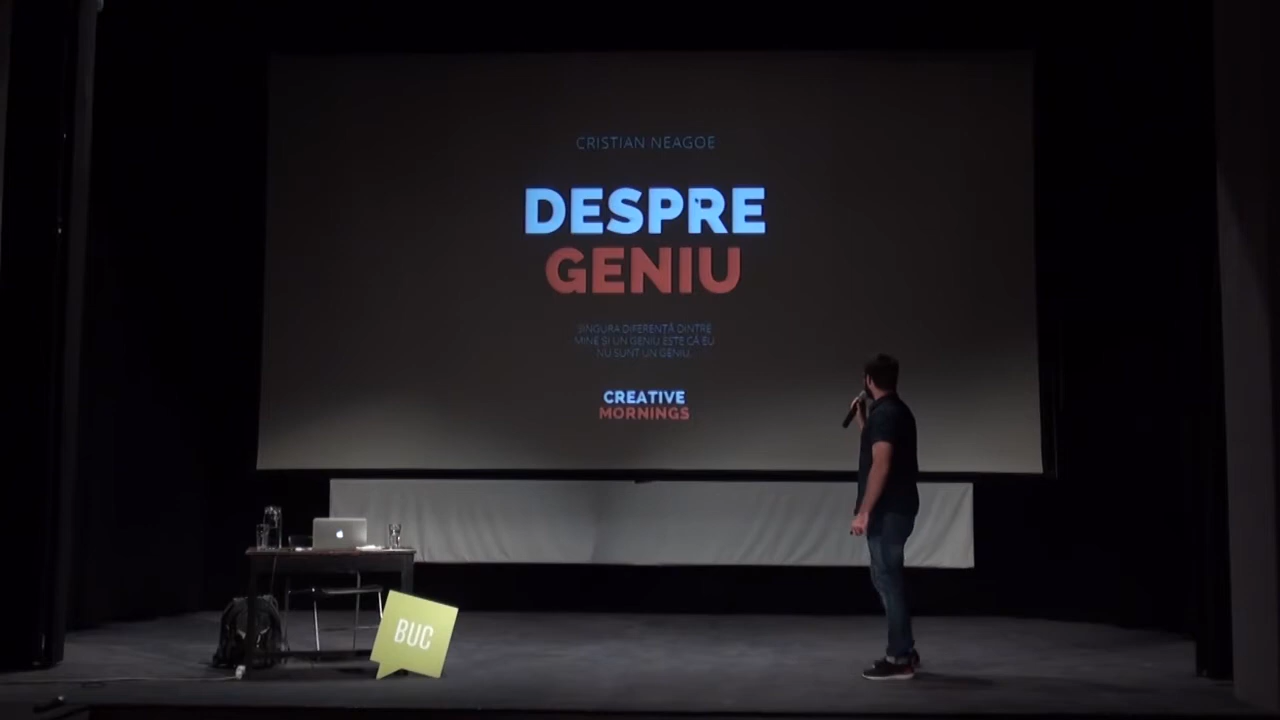 CRISTIAN NEAGOE
DESPRE
GENIU
SINGURA DIFERENȚĂ DINTRE
MINE ȘI UN GENIU ESTE CĂ EU
NU SUNT UN GENIU.
CREATIVE
MORNINGS
BUC